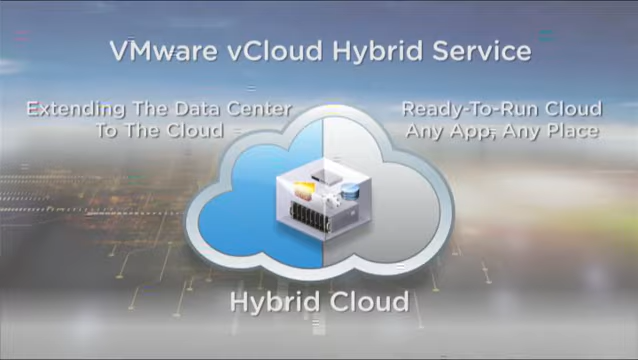 VMware vCloud Hybrid Service
Extending The Data Center
To The Cloud
Ready-To-Run Cloud
Any App, Any Place
Hybrid Cloud